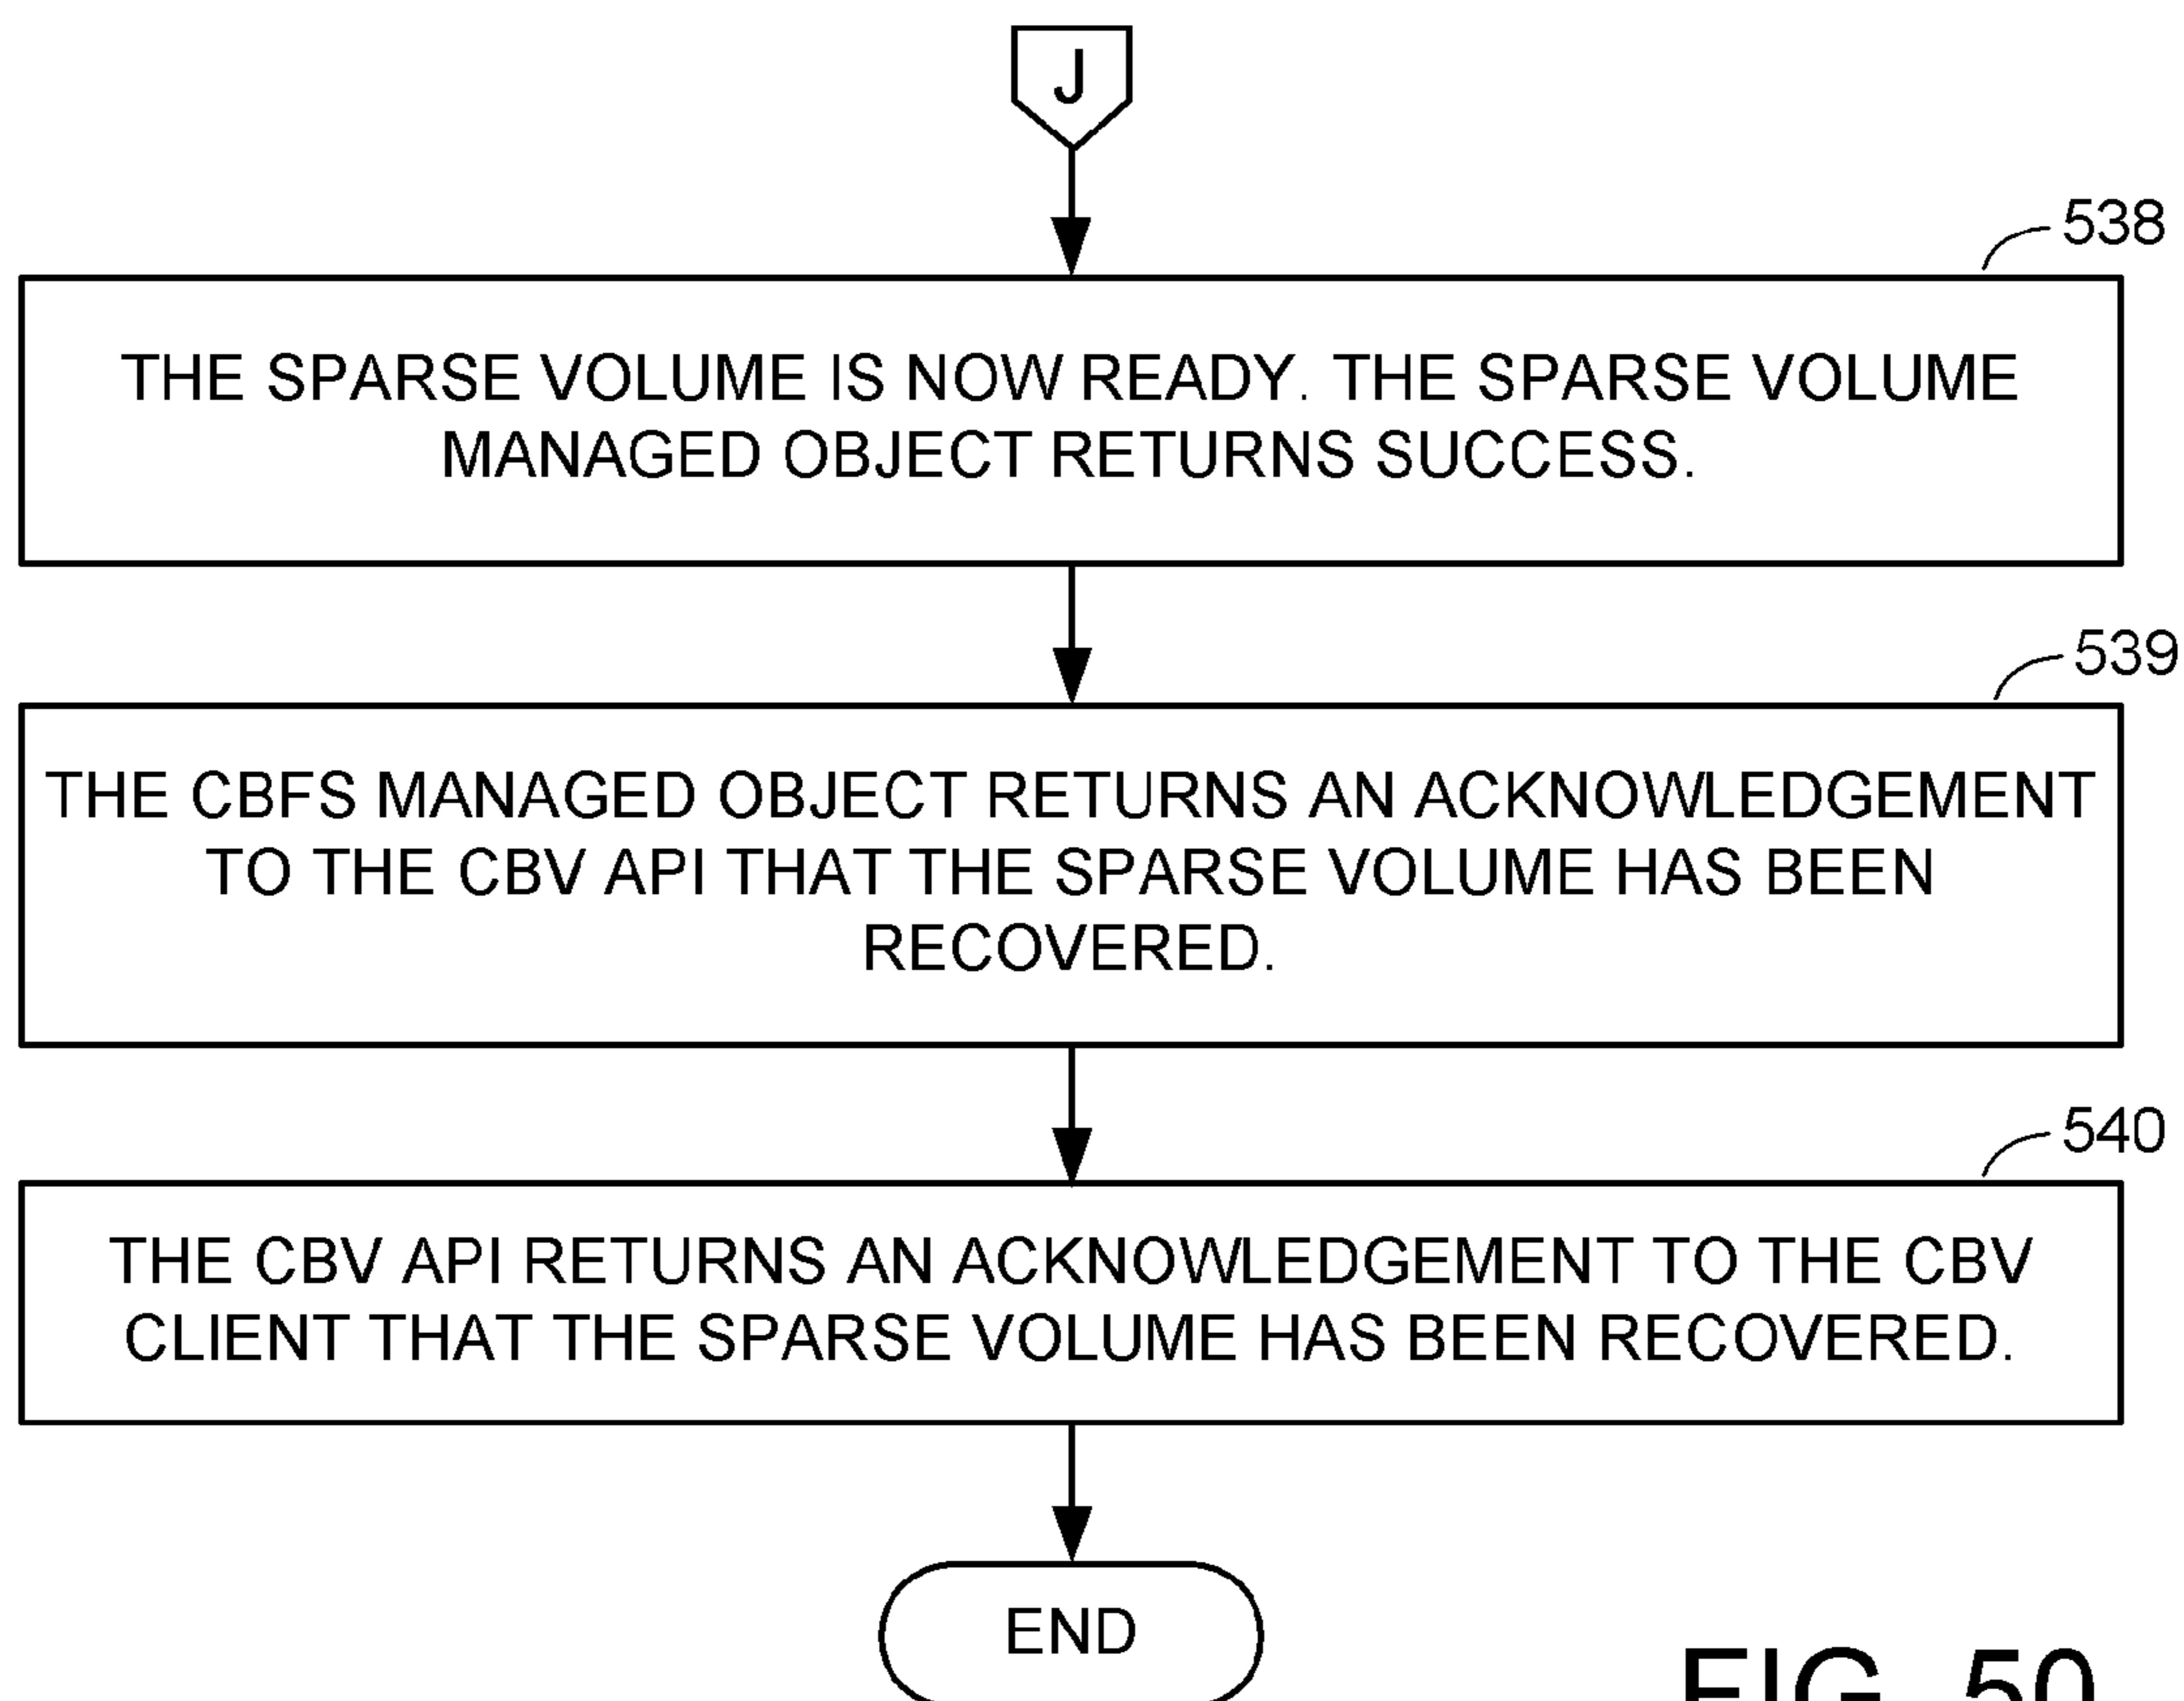 J
538
THE SPARSE VOLUME IS NOW READY. THE SPARSE VOLUME
MANAGED OBJECT RETURNS SUCCESS.
539
THE CBFS MANAGED OBJECT RETURNS AN ACKNOWLEDGEMENT
TO THE CBV API THAT THE SPARSE VOLUME HAS BEEN
RECOVERED.
540
THE CBV API RETURNS AN ACKNOWLEDGEMENT TO THE CBV
CLIENT THAT THE SPARSE VOLUME HAS BEEN RECOVERED.
END
FIG. 50